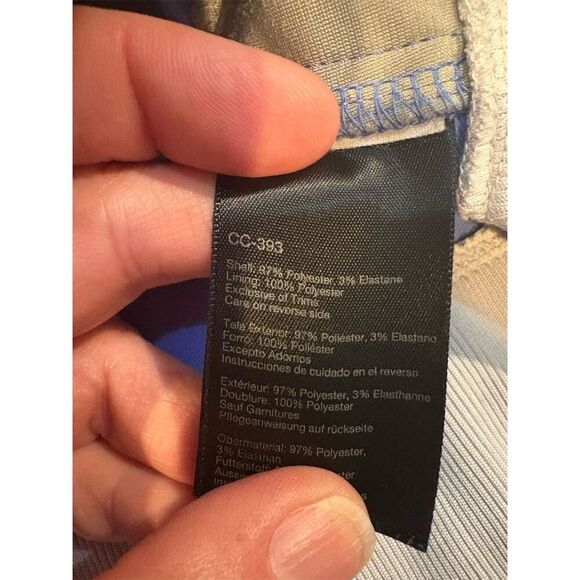 CC-393
Shell: 97% Polyester, 3% Elastane
Lining: 100% Polyester
Exclusive of Trims
Care on reverse side
Tela Exterior: 97% Poliéster, 3% Elastano
Forro: 100% Poliéster
Excepto Adornos
Instrucciones de cuidado en el reverso
Extérieur: 97% Polyester, 3% Elasthanne
Doublure: 100% Polyester
Sauf Garnitures
Pflegeanweisung auf rückseite
Obermaterial: 97% Polyester,
3% Elasthan